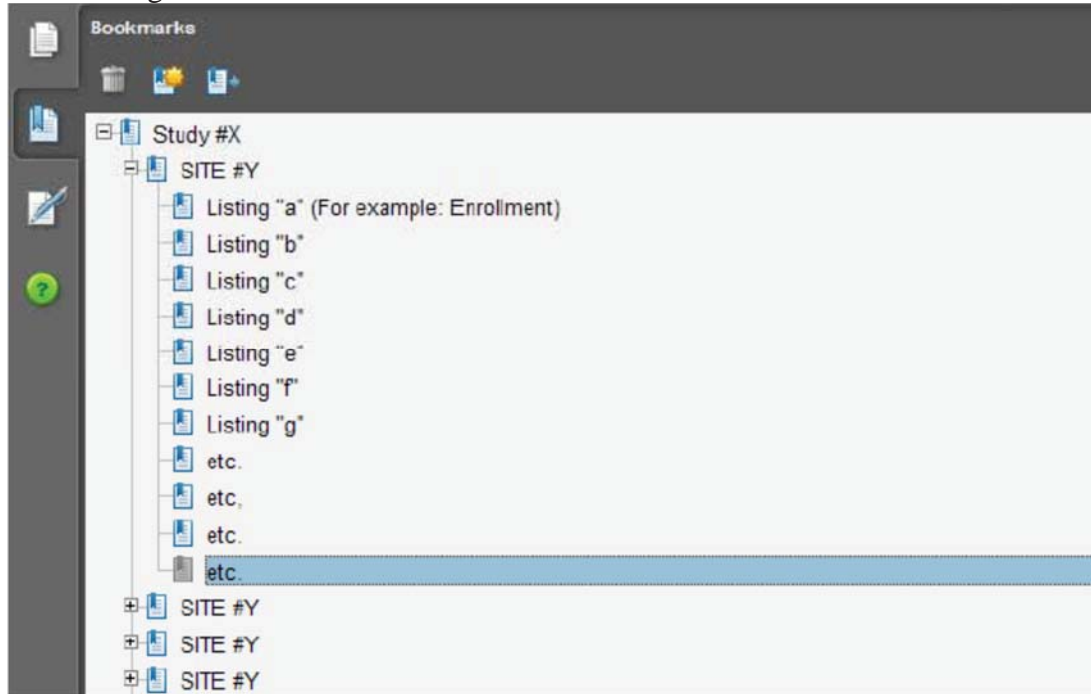 Bookmarks
Study #X
SITE #Y
Listing "a" (For example: Enrollment)
Listing "b"
Listing "c"
Listing "d"
Listing "e"
Listing "f"
Listing "g"
etc.
etc,
etc.
etc.
SITE #Y
SITE #Y
SITE #Y